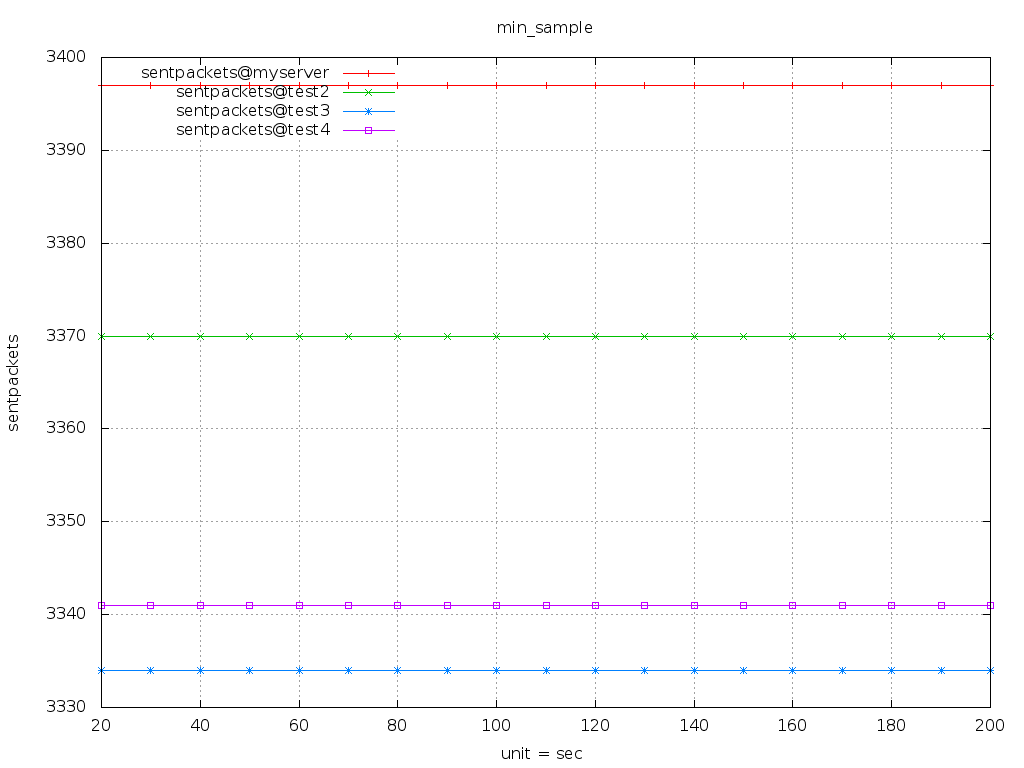 min_sample
3400
sentpackets@myserver
sentpackets@test2
sentpackets@test3
sentpackets@test4
3390
3380
3370
3360
3350
3340
3330
sentpackets
20 40 60 80 100 120 140 160 180 200
unit = sec